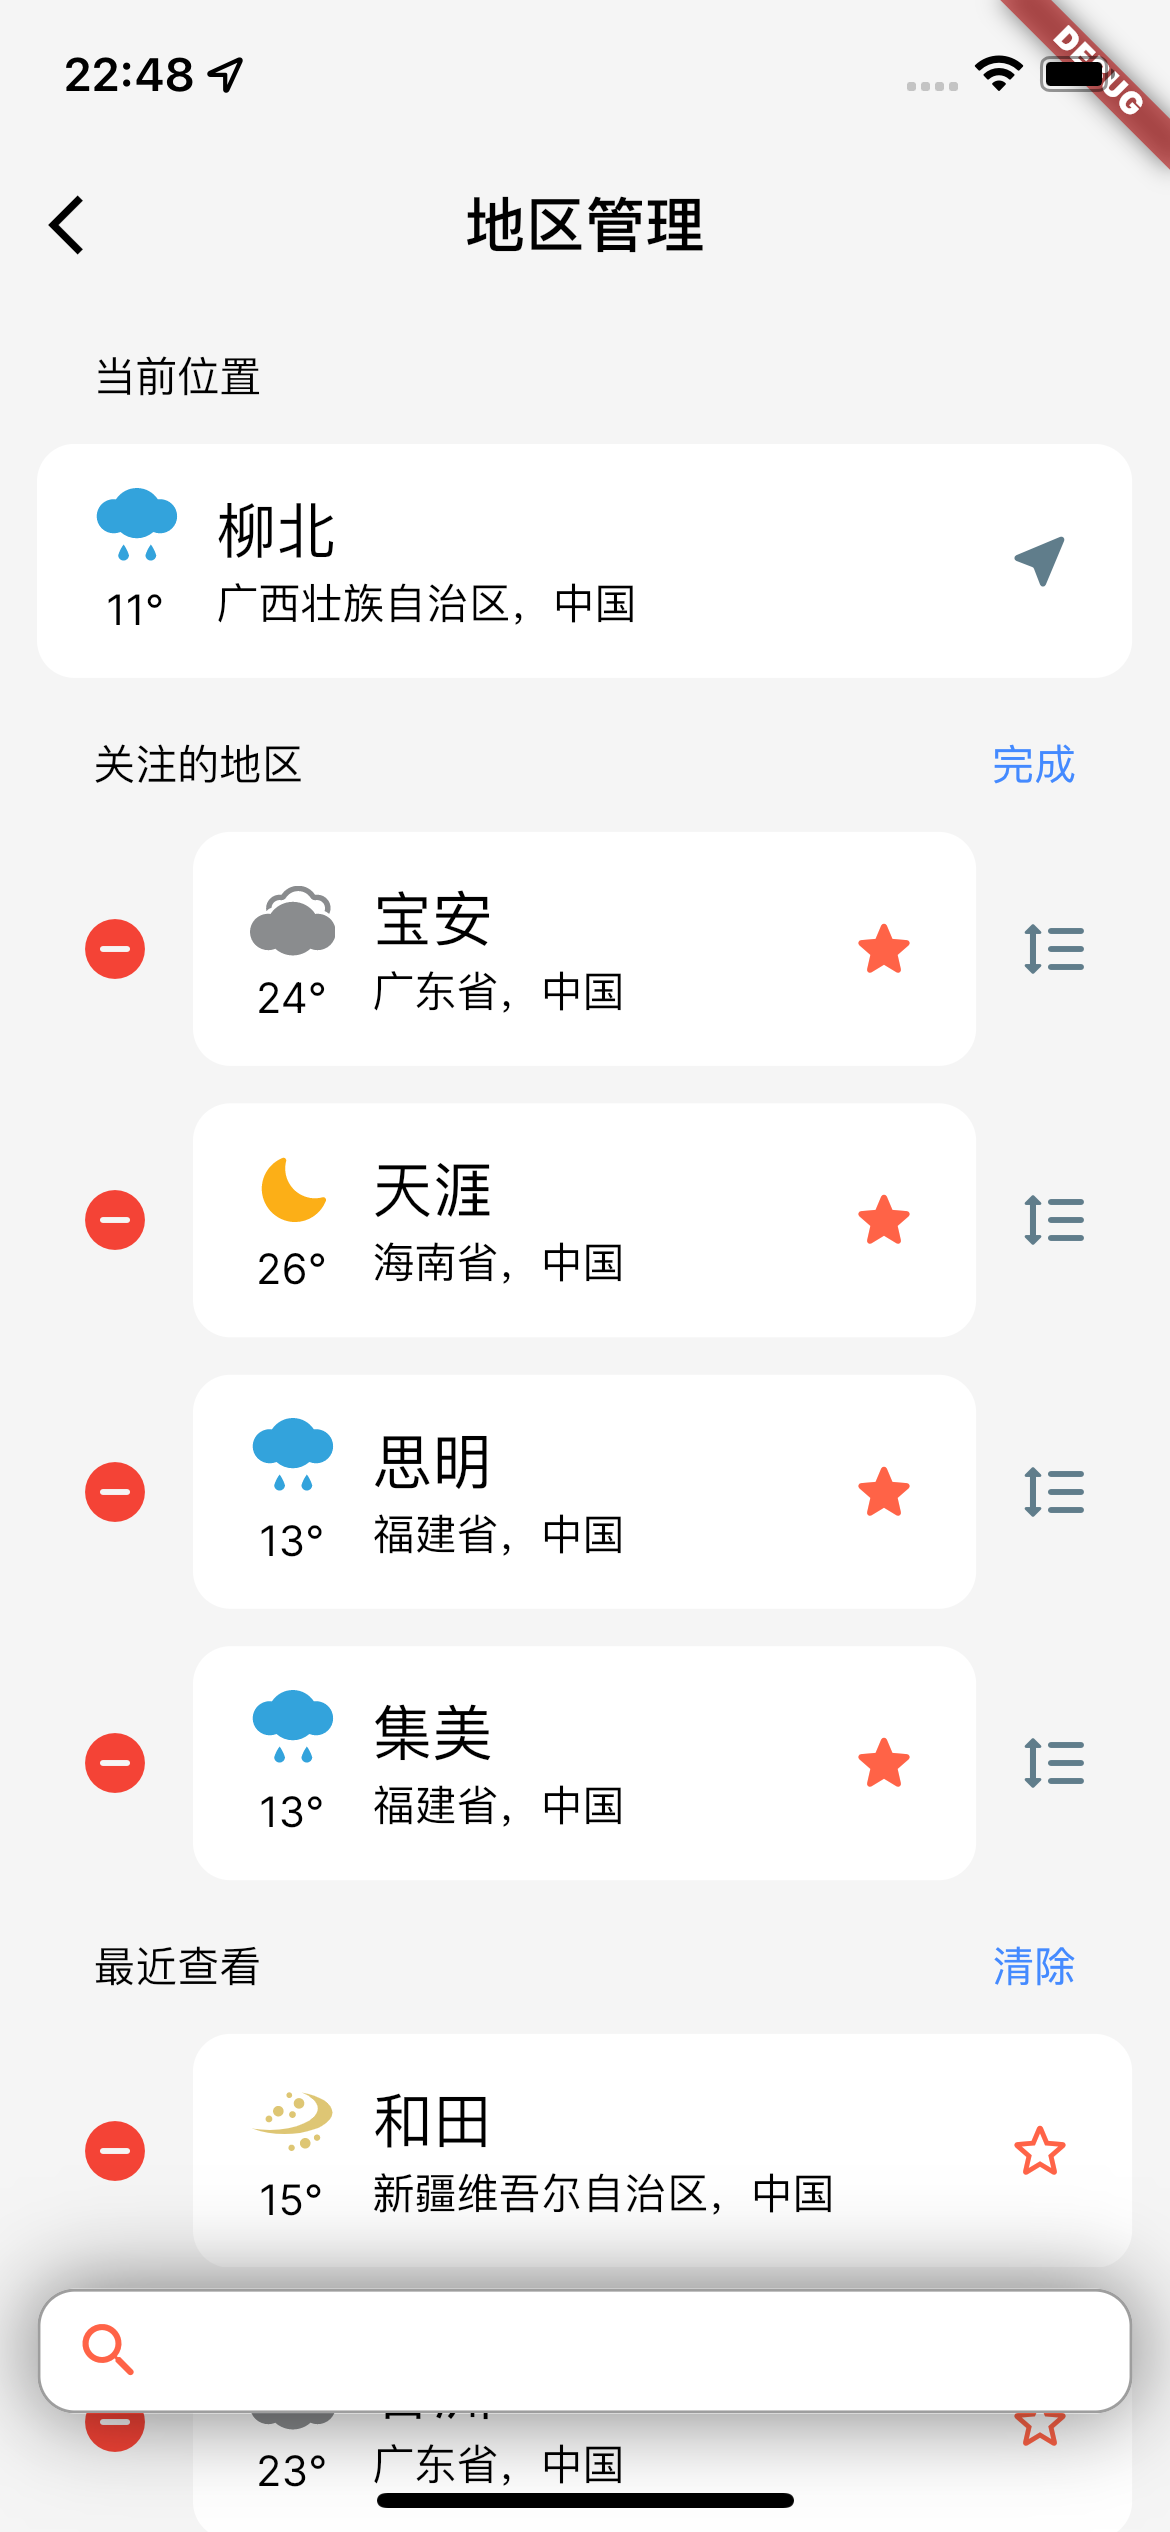 22:48
DEBUG
地区管理
当前位置
柳北
11°
广西壮族自治区，中国
关注的地区
完成
宝安
24°
广东省，中国
天涯
26°
海南省，中国
思明
13°
福建省，中国
集美
13°
福建省，中国
最近查看
清除
和田
15°
新疆维吾尔自治区，中国
23°
广东省，中国